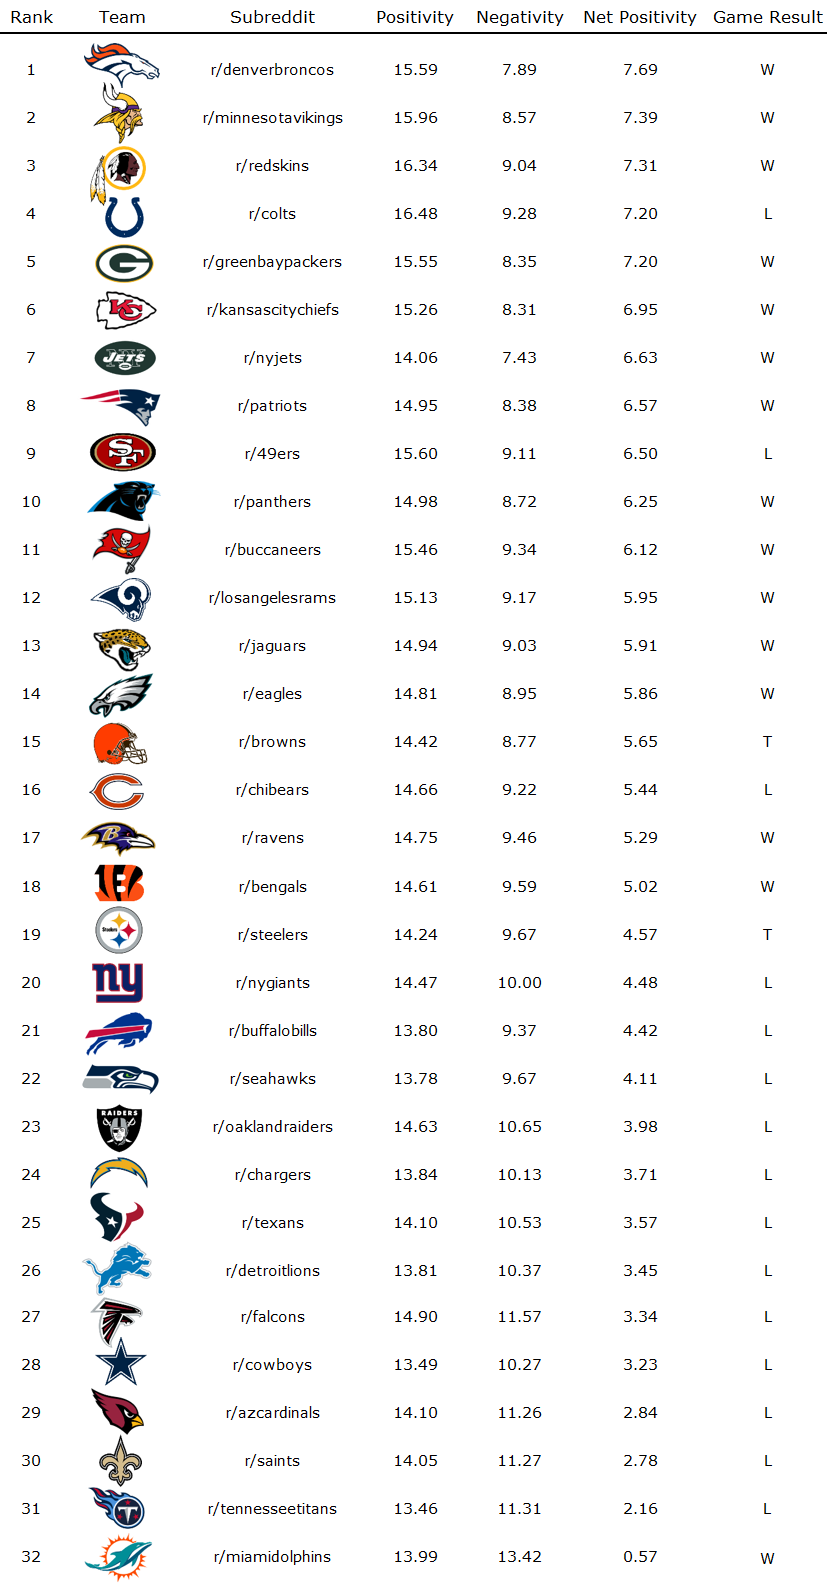 Rank Team Subreddit Positivity Negativity Net Positivity Game Result
1 r/denverbroncos 15.59 7.89 7.69 W
2 r/minnesotavikings 15.96 8.57 7.39 W
3 r/redskins 16.34 9.04 7.31 W
4 r/colts 16.48 9.28 7.20 L
5 G r/greenbaypackers 15.55 8.35 7.20 W
6 KC r/kansascitychiefs 15.26 8.31 6.95 W
7 JETS r/nyjets 14.06 7.43 6.63 W
8 r/patriots 14.95 8.38 6.57 W
9 SF r/49ers 15.60 9.11 6.50 L
10 r/panthers 14.98 8.72 6.25 W
11 r/buccaneers 15.46 9.34 6.12 W
12 r/losangelesrams 15.13 9.17 5.95 W
13 r/jaguars 14.94 9.03 5.91 W
14 r/eagles 14.81 8.95 5.86 W
15 r/browns 14.42 8.77 5.65 T
16 C r/chibears 14.66 9.22 5.44 L
17 B r/ravens 14.75 9.46 5.29 W
18 B r/bengals 14.61 9.59 5.02 W
19 Steelers r/steelers 14.24 9.67 4.57 T
20 ny r/nygiants 14.47 10.00 4.48 L
21 r/buffalobills 13.80 9.37 4.42 L
22 r/seahawks 13.78 9.67 4.11 L
23 RAIDERS r/oaklandraiders 14.63 10.65 3.98 L
24 r/chargers 13.84 10.13 3.71 L
25 r/texans 14.10 10.53 3.57 L
26 r/detroitlions 13.81 10.37 3.45 L
27 r/falcons 14.90 11.57 3.34 L
28 r/cowboys 13.49 10.27 3.23 L
29 r/azcardinals 14.10 11.26 2.84 L
30 r/saints 14.05 11.27 2.78 L
31 T r/tennesseetitans 13.46 11.31 2.16 L
32 r/miamidolphins 13.99 13.42 0.57 W